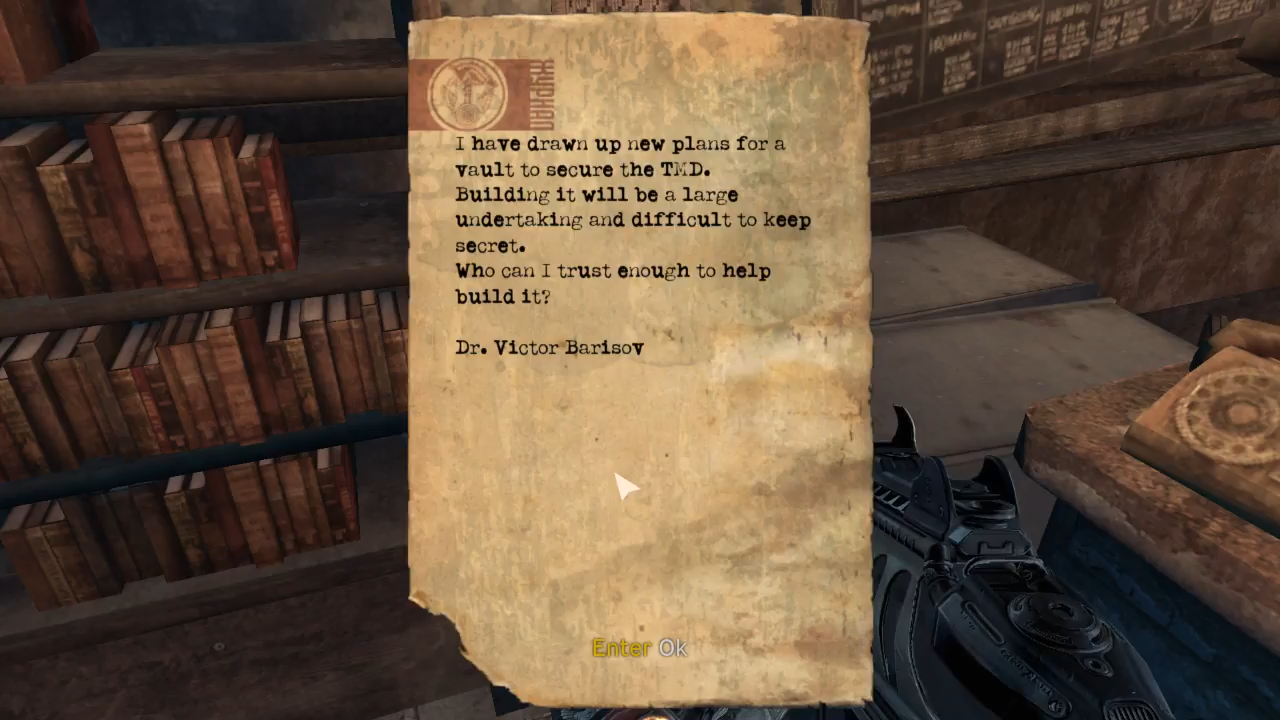 I have drawn up new plans for a
vault to secure the TMD.
Building it will be a large
undertaking and difficult to keep
secret.
Who can I trust enough to help
build it?
Dr. Victor Barisov
Enter Ok